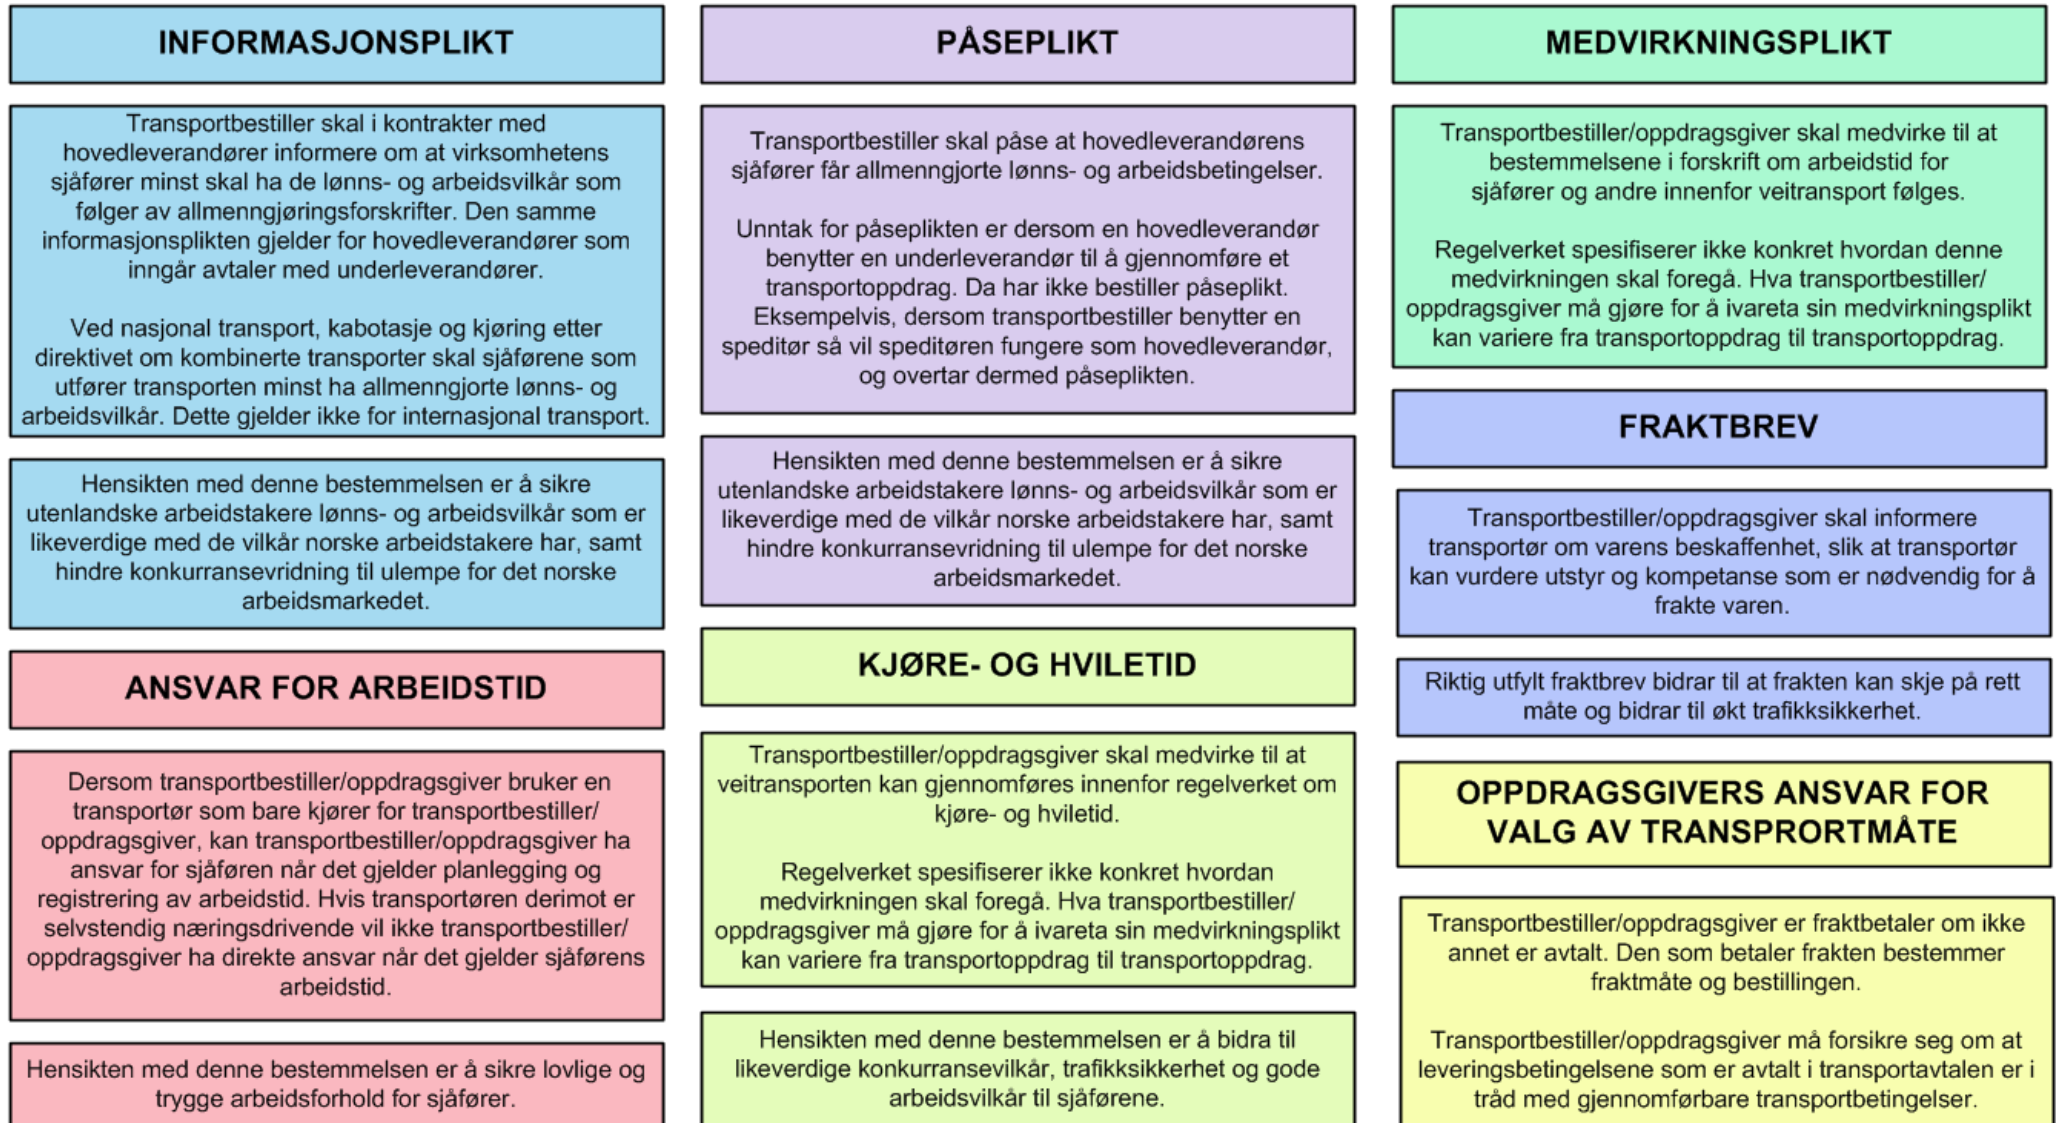 INFORMASJONSPLIKT
Transportbestiller skal i kontrakter med
hovedleverandører informere om at virksomhetens
sjåfører minst skal ha de lønns- og arbeidsvilkår som
følger av allmenngjøringsforskrifter. Den samme
informasjonsplikten gjelder for hovedleverandører som
inngår avtaler med underleverandører.
Ved nasjonal transport, kabotasje og kjøring etter
direktivet om kombinerte transporter skal sjåførene som
utfører transporten minst ha allmenngjorte lønns- og
arbeidsvilkår. Dette gjelder ikke for internasjonal transport.
Hensikten med denne bestemmelsen er å sikre
utenlandske arbeidstakere lønns- og arbeidsvilkår som er
likeverdige med de vilkår norske arbeidstakere har, samt
hindre konkurransevridning til ulempe for det norske
arbeidsmarkedet.
ANSVAR FOR ARBEIDSTID
Dersom transportbestiller/oppdragsgiver bruker en
transportør som bare kjører for transportbestiller/
oppdragsgiver, kan transportbestiller/oppdragsgiver ha
ansvar for sjåføren når det gjelder planlegging og
registrering av arbeidstid. Hvis transportøren derimot er
selvstendig næringsdrivende vil ikke transportbestiller/
oppdragsgiver ha direkte ansvar når det gjelder sjåførens
arbeidstid.
Hensikten med denne bestemmelsen er å sikre lovlige og
trygge arbeidsforhold for sjåfører.
PÅSEPLIKT
Transportbestiller skal påse at hovedleverandørens
sjåfører får allmenngjorte lønns- og arbeidsbetingelser.
Unntak for påseplikten er dersom en hovedleverandør
benytter en underleverandør til å gjennomføre et
transportoppdrag. Da har ikke bestiller påseplikt.
Eksempelvis, dersom transportbestiller benytter en
speditør så vil speditøren fungere som hovedleverandør,
og overtar dermed påseplikten.
Hensikten med denne bestemmelsen er å sikre
utenlandske arbeidstakere lønns- og arbeidsvilkår som er
likeverdige med de vilkår norske arbeidstakere har, samt
hindre konkurransevridning til ulempe for det norske
arbeidsmarkedet.
KJØRE- OG HVILETID
Transportbestiller/oppdragsgiver skal medvirke til at
veitransporten kan gjennomføres innenfor regelverket om
kjøre- og hviletid.
Regelverket spesifiserer ikke konkret hvordan
medvirkningen skal foregå. Hva transportbestiller/
oppdragsgiver må gjøre for å ivareta sin medvirkningsplikt
kan variere fra transportoppdrag til transportoppdrag.
Hensikten med denne bestemmelsen er å bidra til
likeverdige konkurransevilkår, trafikksikkerhet og gode
arbeidsvilkår til sjåførene.
MEDVIRKNINGSPLIKT
Transportbestiller/oppdragsgiver skal medvirke til at
bestemmelsene i forskrift om arbeidstid for
sjåfører og andre innenfor veitransport følges.
Regelverket spesifiserer ikke konkret hvordan denne
medvirkningen skal foregå. Hva transportbestiller/
oppdragsgiver må gjøre for å ivareta sin medvirkningsplikt
kan variere fra transportoppdrag til transportoppdrag.
FRAKTBREV
Transportbestiller/oppdragsgiver skal informere
transportør om varens beskaffenhet, slik at transportør
kan vurdere utstyr og kompetanse som er nødvendig for å
frakte varen.
Riktig utfylt fraktbrev bidrar til at frakten kan skje på rett
måte og bidrar til økt trafikksikkerhet.
OPPDRAGSGIVERS ANSVAR FOR
VALG AV TRANSPRORTMÅTE
Transportbestiller/oppdragsgiver er fraktbetaler om ikke
annet er avtalt. Den som betaler frakten bestemmer
fraktmåte og bestillingen.
Transportbestiller/oppdragsgiver må forsikre seg om at
leveringsbetingelsene som er avtalt i transportavtalen er i
tråd med gjennomførbare transportbetingelser.